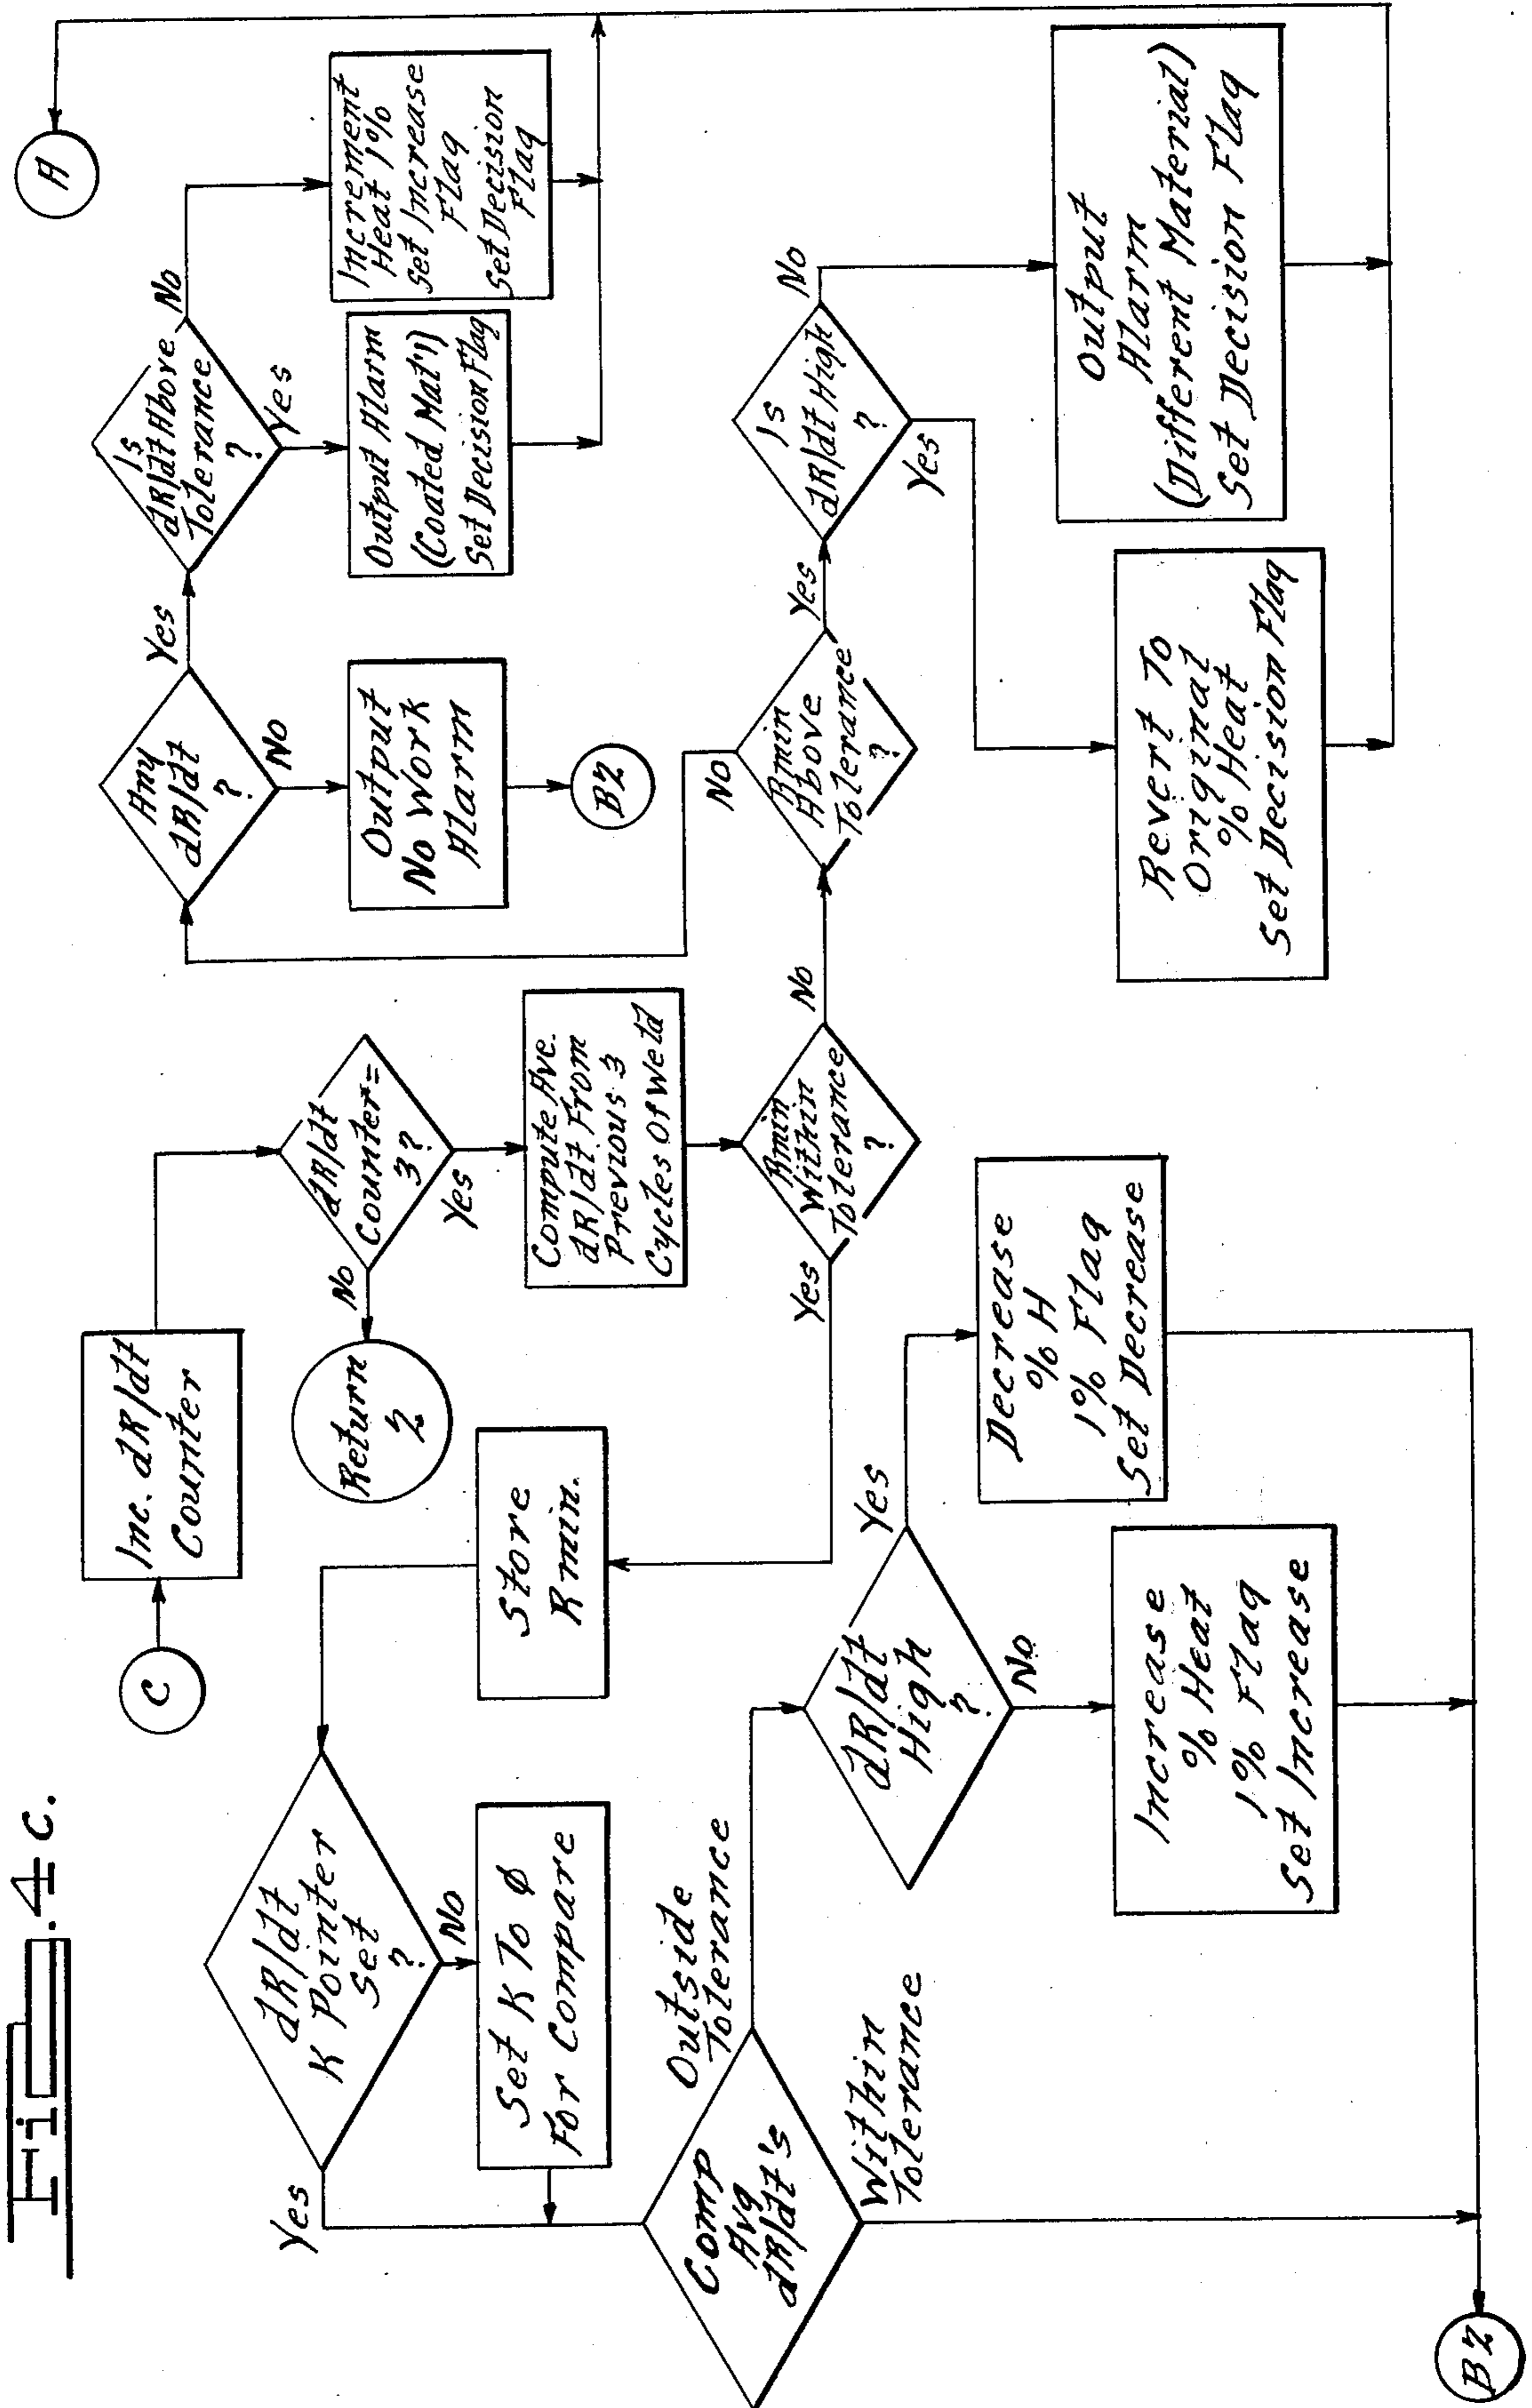 Fig. 4c.
C
Inc. dR/dt
Counter
dR/dt
Counter=
3?
No
Return
2
Yes
Compute Ave.
dR/dt From
Previous 3
Cycles Of Weld
Rmin
Within
Tolerance
?
Yes
No
Store
Rmin.
dR/dt
K Pointer
Set
?
Yes
No
Set K To ϕ
For Compare
Comp
Avg
dR/dt's
Outside
Tolerance
Within
Tolerance
dR/dt
High
?
Yes
No
Decrease
% H
1% Flag
Set Decrease
Increase
% Heat
1% Flag
Set Increase
B2
Rmin
Above
Tolerance
?
No
Yes
Any
dR/dt
?
Yes
No
Output
No Work
Alarm
B2
Is
dR/dt Above
Tolerance
?
No
Yes
Output Alarm
(Coated Mat'l)
Set Decision Flag
Increment
Heat 1%
Set Increase
Flag
Set Decision
Flag
A
Is
dR/dt High
?
No
Yes
Revert To
Original
% Heat
Set Decision Flag
Output
Alarm
(Different Material)
Set Decision Flag